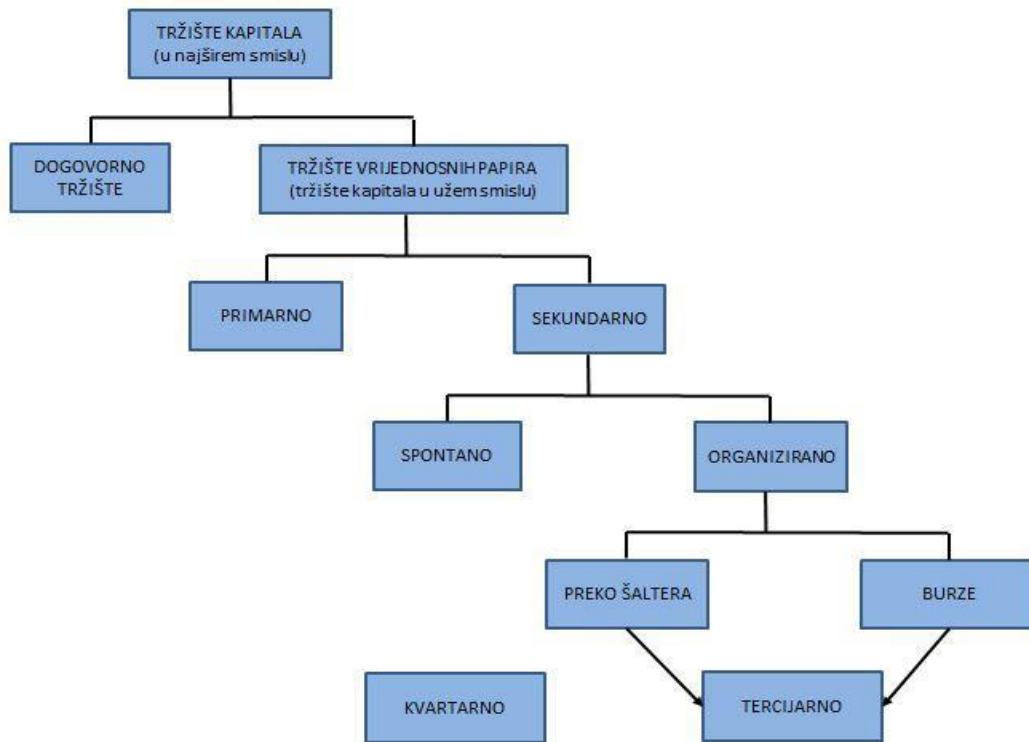 TRŽIŠTE KAPITALA
(u najširem smislu)
DOGOVORNO
TRŽIŠTE
TRŽIŠTE VRIJEDNOSNIH PAPIRA
(tržište kapitala u užem smislu)
PRIMARNO
SEKUNDARNO
SPONTANO
ORGANIZIRANO
PREKO ŠALTERA
BURZE
KVARTARNO
TERCIJARNO